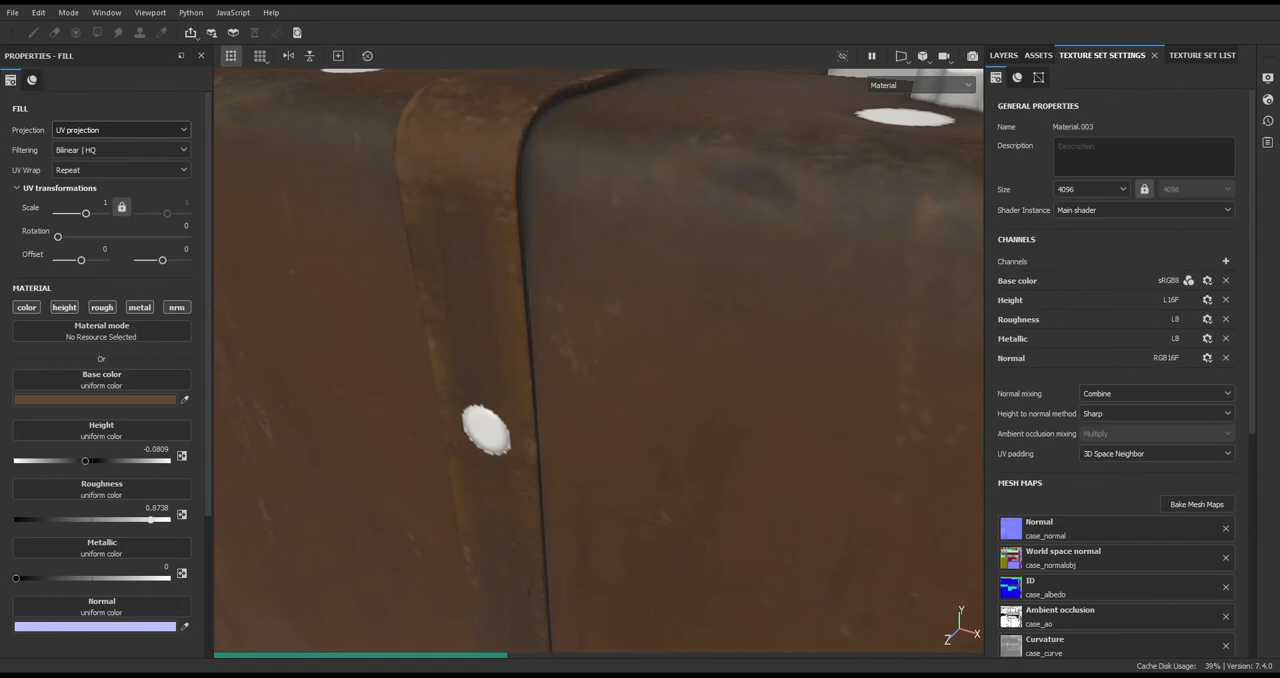 File Edit Mode Window Viewport Python JavaScript Help
PROPERTIES - FILL
LAYERS ASSETS TEXTURE SET SETTINGS TEXTURE SET LIST
Material
FILL
Projection UV projection
Filtering Bilinear | HQ
UV Wrap Repeat
UV transformations
Scale 1 1
Rotation 0
Offset 0 0
MATERIAL
color height rough metal nrm
Material mode
No Resource Selected
Or
Base color
uniform color
Height
uniform color
-0.0809
Roughness
uniform color
0.8738
Metallic
uniform color
0
Normal
uniform color
Y
X
Z
GENERAL PROPERTIES
Name Material.003
Description Description
Size 4096 4096
Shader Instance Main shader
CHANNELS
Channels
Base color sRGB8
Height L16F
Roughness L8
Metallic L8
Normal RGB16F
Normal mixing Combine
Height to normal method Sharp
Ambient occlusion mixing Multiply
UV padding 3D Space Neighbor
MESH MAPS
Bake Mesh Maps
Normal
case_normal
World space normal
case_normalobj
ID
case_albedo
Ambient occlusion
case_ao
Curvature
case_curve
Cache Disk Usage: 39% | Version: 7.4.0